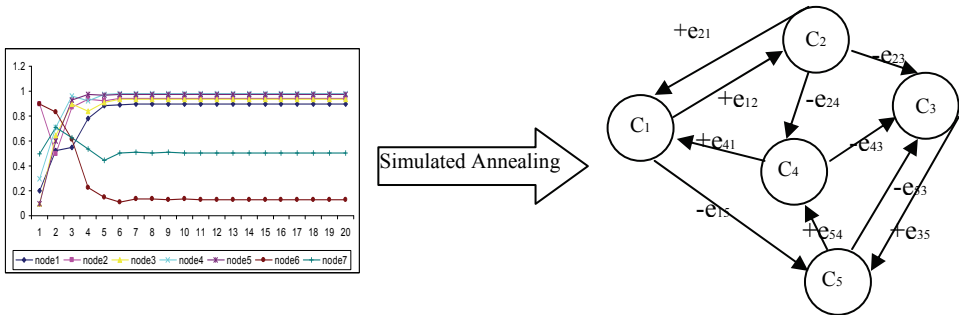 1.2
1
0.8
0.6
0.4
0.2
0
1 2 3 4 5 6 7 8 9 10 11 12 13 14 15 16 17 18 19 20
node1 node2 node3 node4 node5 node6 node7
Simulated Annealing
+e21
C2
-e23
+e12
-e24
C3
C1
+e41
-e43
C4
-e53
-e15
+e54
+e35
C5